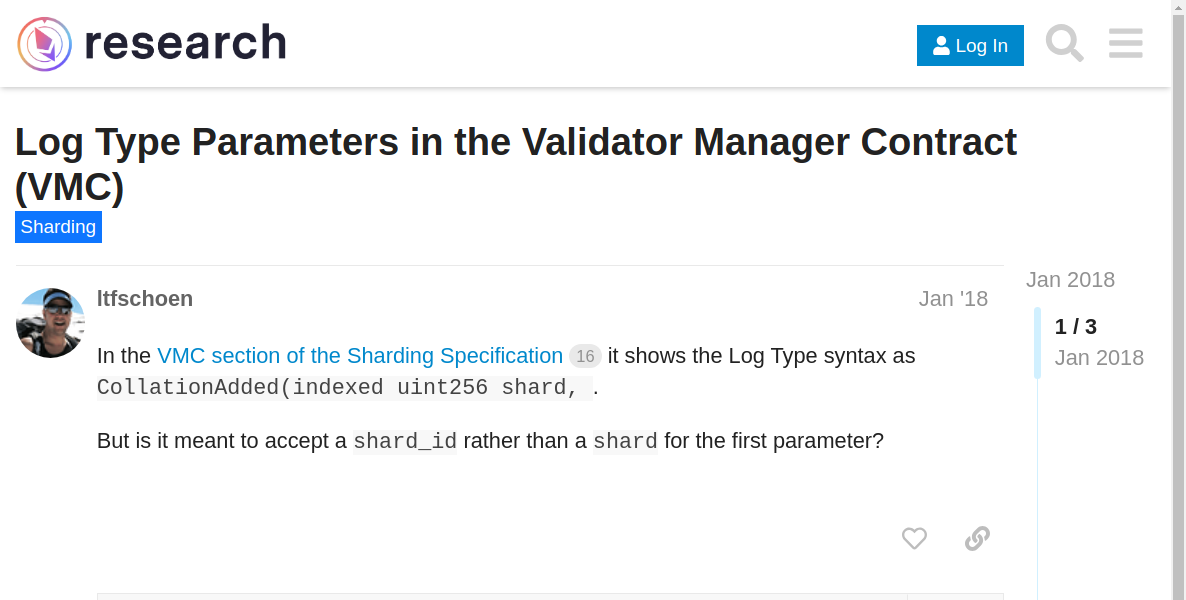 research
Log In
Log Type Parameters in the Validator Manager Contract
(VMC)
Sharding
ltfschoen
Jan '18
Jan 2018
1 / 3
Jan 2018
In the VMC section of the Sharding Specification 16 it shows the Log Type syntax as
CollationAdded(indexed uint256 shard, .
But is it meant to accept a shard_id rather than a shard for the first parameter?